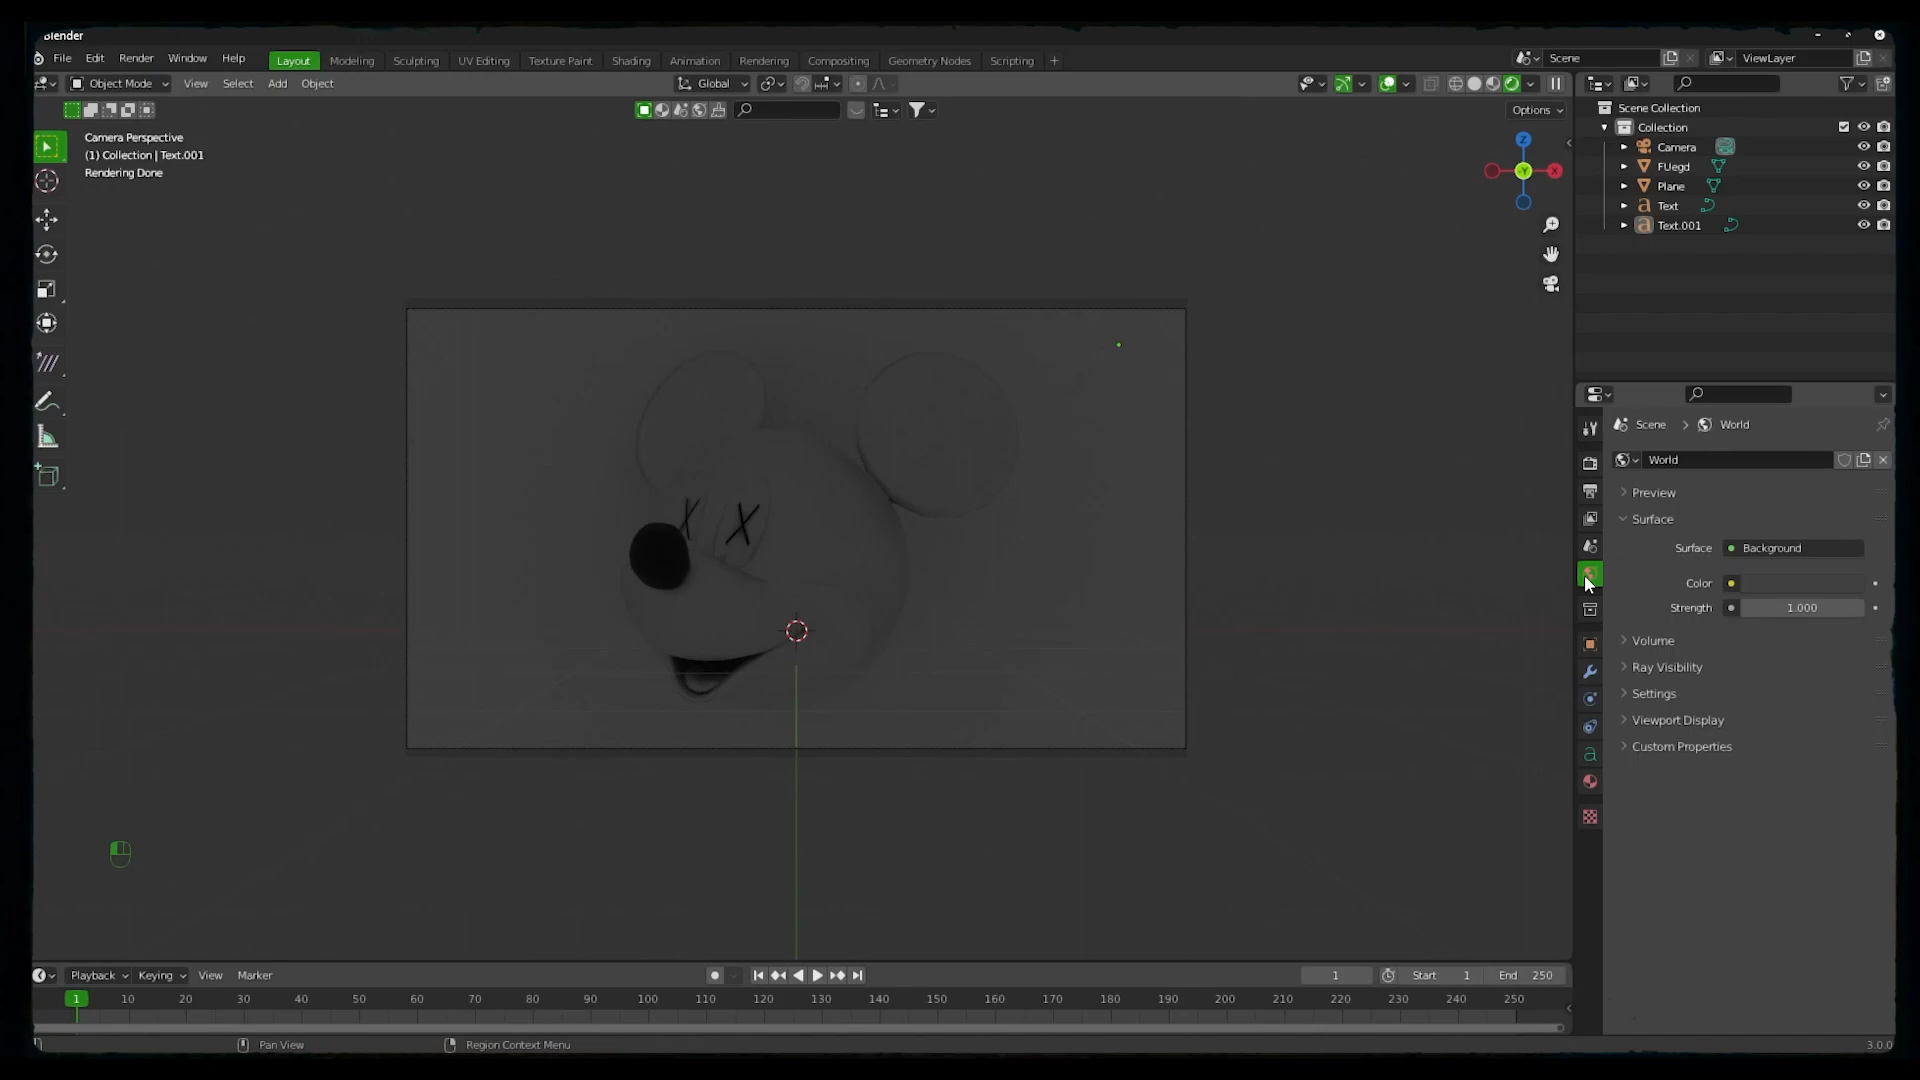 Blender
File Edit Render Window Help Layout Modeling Sculpting UV Editing Texture Paint Shading Animation Rendering Compositing Geometry Nodes Scripting + Scene ViewLayer
Object Mode View Select Add Object Global
Options
Camera Perspective
(1) Collection | Text.001
Rendering Done
Z
Y
X
X X
Scene Collection
Collection
Camera
FUegd
Plane
Text
Text.001
Scene > World
World
Preview
Surface
Surface Background
Color
Strength 1.000
Volume
Ray Visibility
Settings
Viewport Display
Custom Properties
Playback Keying View Marker 1 Start 1 End 250
1 10 20 30 40 50 60 70 80 90 100 110 120 130 140 150 160 170 180 190 200 210 220 230 240 250
Pan View Region Context Menu 3.0.0